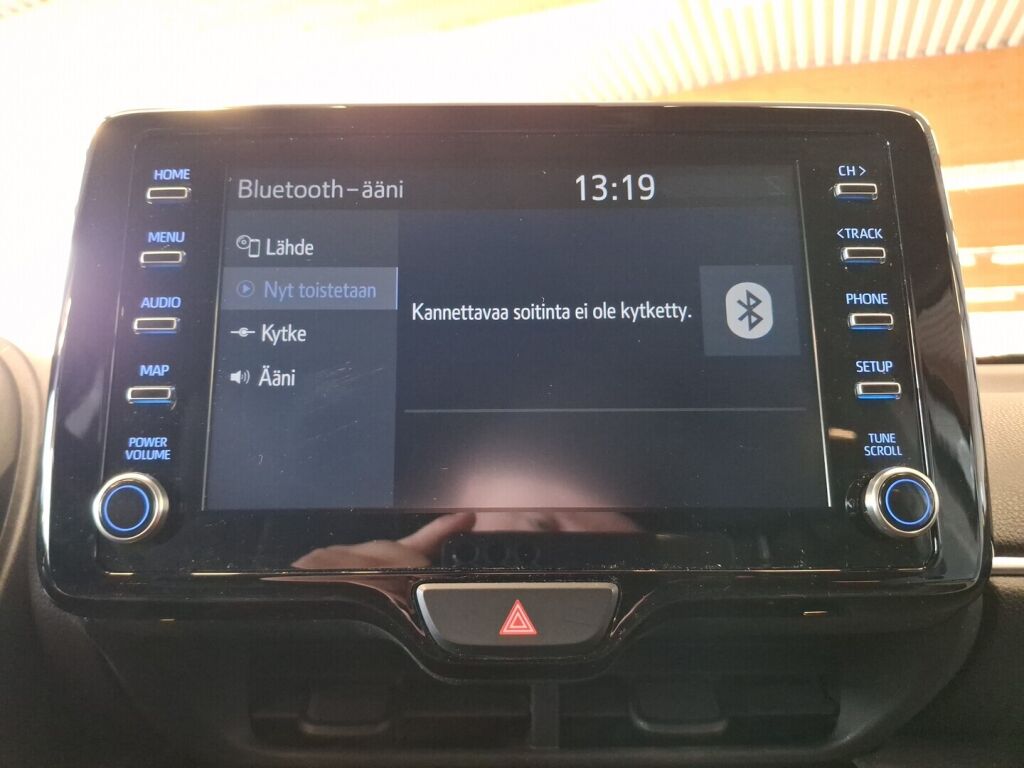 HOME
MENU
AUDIO
MAP
POWER
VOLUME
Bluetooth–ääni
13:19
Lähde
Nyt toistetaan
Kytke
Ääni
Kannettavaa soitinta ei ole kytketty.
CH >
<TRACK
PHONE
SETUP
TUNE
SCROLL